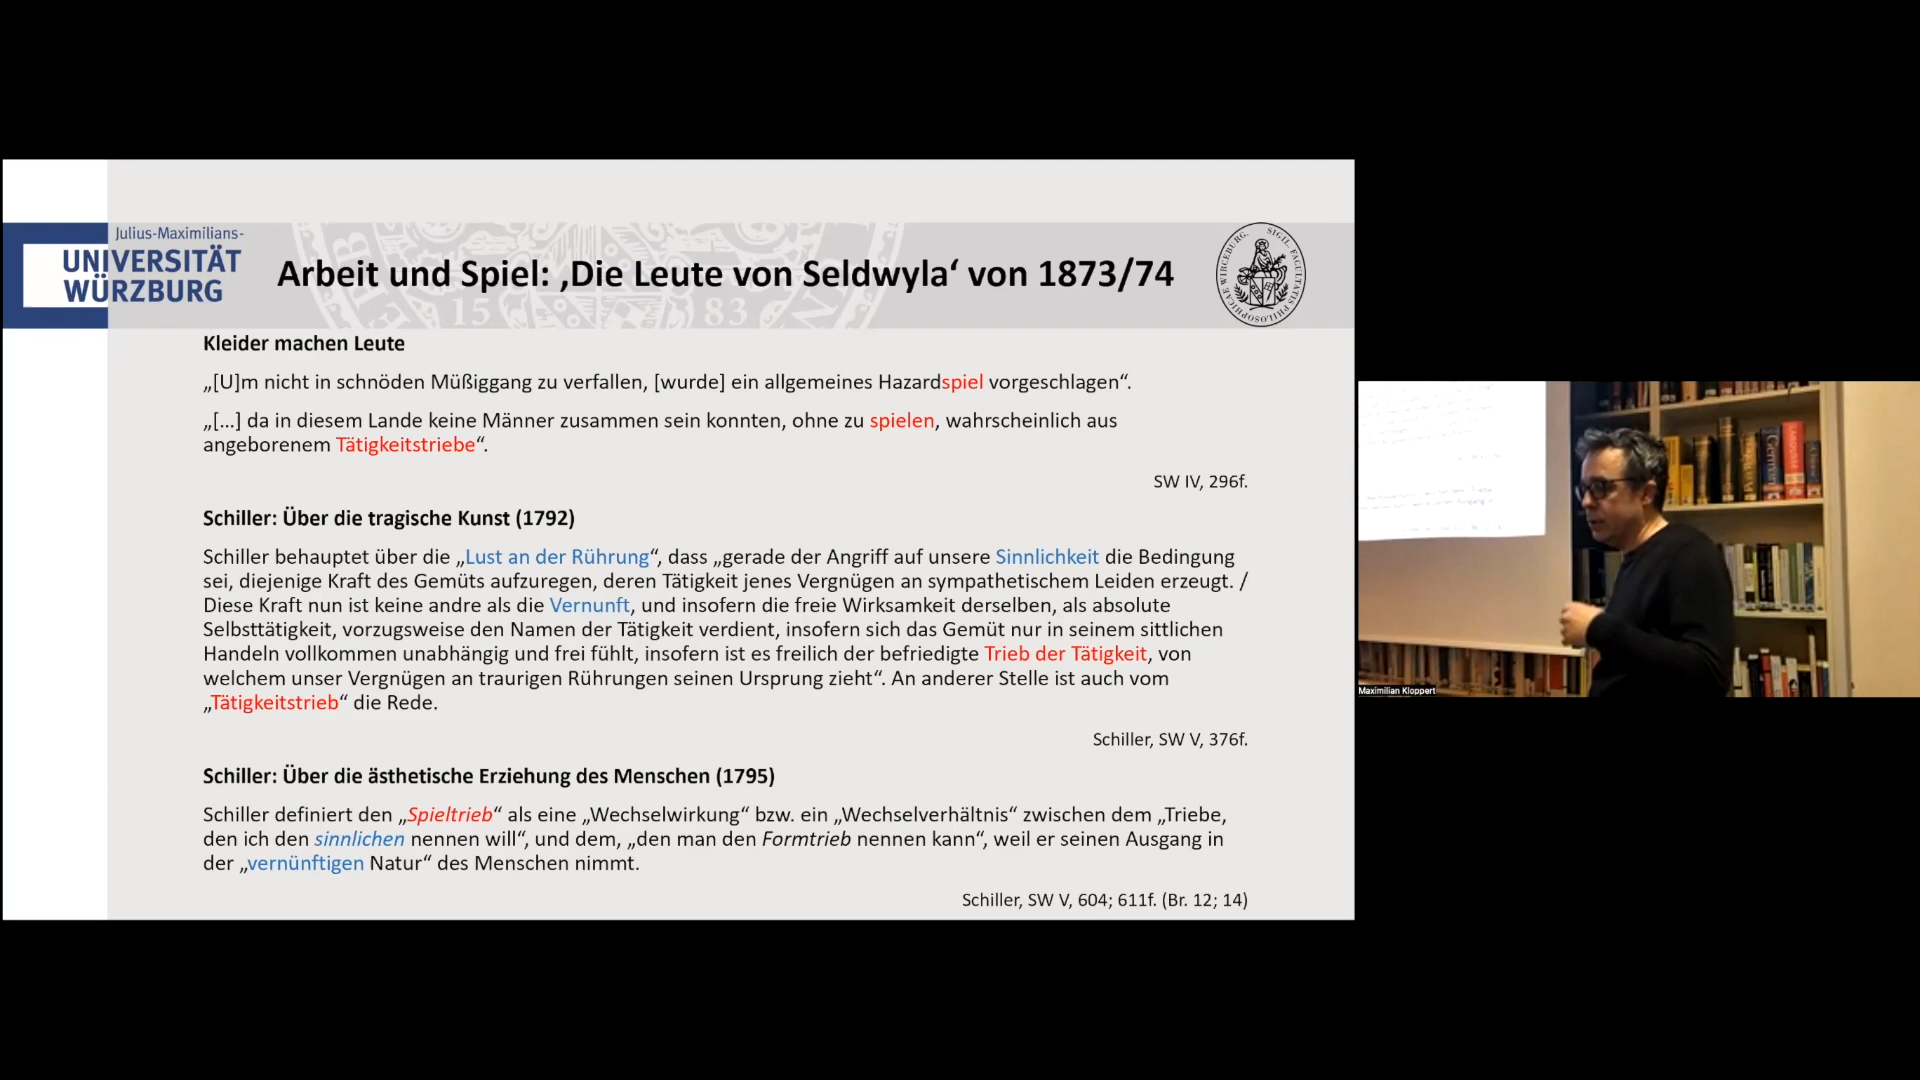 Julius-Maximilians-
UNIVERSITÄT
WÜRZBURG
Arbeit und Spiel: ‚Die Leute von Seldwyla‘ von 1873/74
15 83
SIGIL. FACULTATIS PHILOSOPHICAE WIRCEBURG.
Kleider machen Leute
„[U]m nicht in schnöden Müßiggang zu verfallen, [wurde] ein allgemeines Hazardspiel vorgeschlagen“.
„[…] da in diesem Lande keine Männer zusammen sein konnten, ohne zu spielen, wahrscheinlich aus
angeborenem Tätigkeitstriebe“.
SW IV, 296f.
Schiller: Über die tragische Kunst (1792)
Schiller behauptet über die „Lust an der Rührung“, dass „gerade der Angriff auf unsere Sinnlichkeit die Bedingung
sei, diejenige Kraft des Gemüts aufzuregen, deren Tätigkeit jenes Vergnügen an sympathetischem Leiden erzeugt. /
Diese Kraft nun ist keine andre als die Vernunft, und insofern die freie Wirksamkeit derselben, als absolute
Selbsttätigkeit, vorzugsweise den Namen der Tätigkeit verdient, insofern sich das Gemüt nur in seinem sittlichen
Handeln vollkommen unabhängig und frei fühlt, insofern ist es freilich der befriedigte Trieb der Tätigkeit, von
welchem unser Vergnügen an traurigen Rührungen seinen Ursprung zieht“. An anderer Stelle ist auch vom
„Tätigkeitstrieb“ die Rede.
Schiller, SW V, 376f.
Schiller: Über die ästhetische Erziehung des Menschen (1795)
Schiller definiert den „Spieltrieb“ als eine „Wechselwirkung“ bzw. ein „Wechselverhältnis“ zwischen dem „Triebe,
den ich den sinnlichen nennen will“, und dem, „den man den Formtrieb nennen kann“, weil er seinen Ausgang in
der „vernünftigen Natur“ des Menschen nimmt.
Schiller, SW V, 604; 611f. (Br. 12; 14)
Maximilian Kloppert